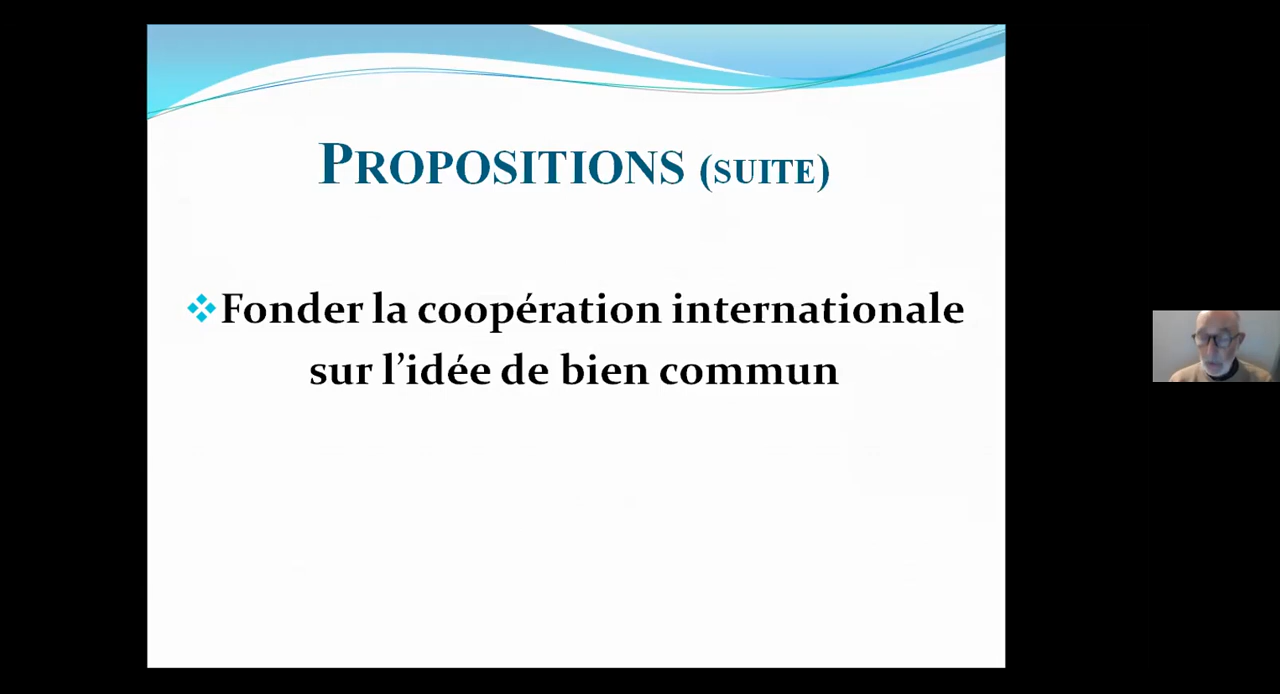 PROPOSITIONS (SUITE)
Fonder la coopération internationale
sur l’idée de bien commun